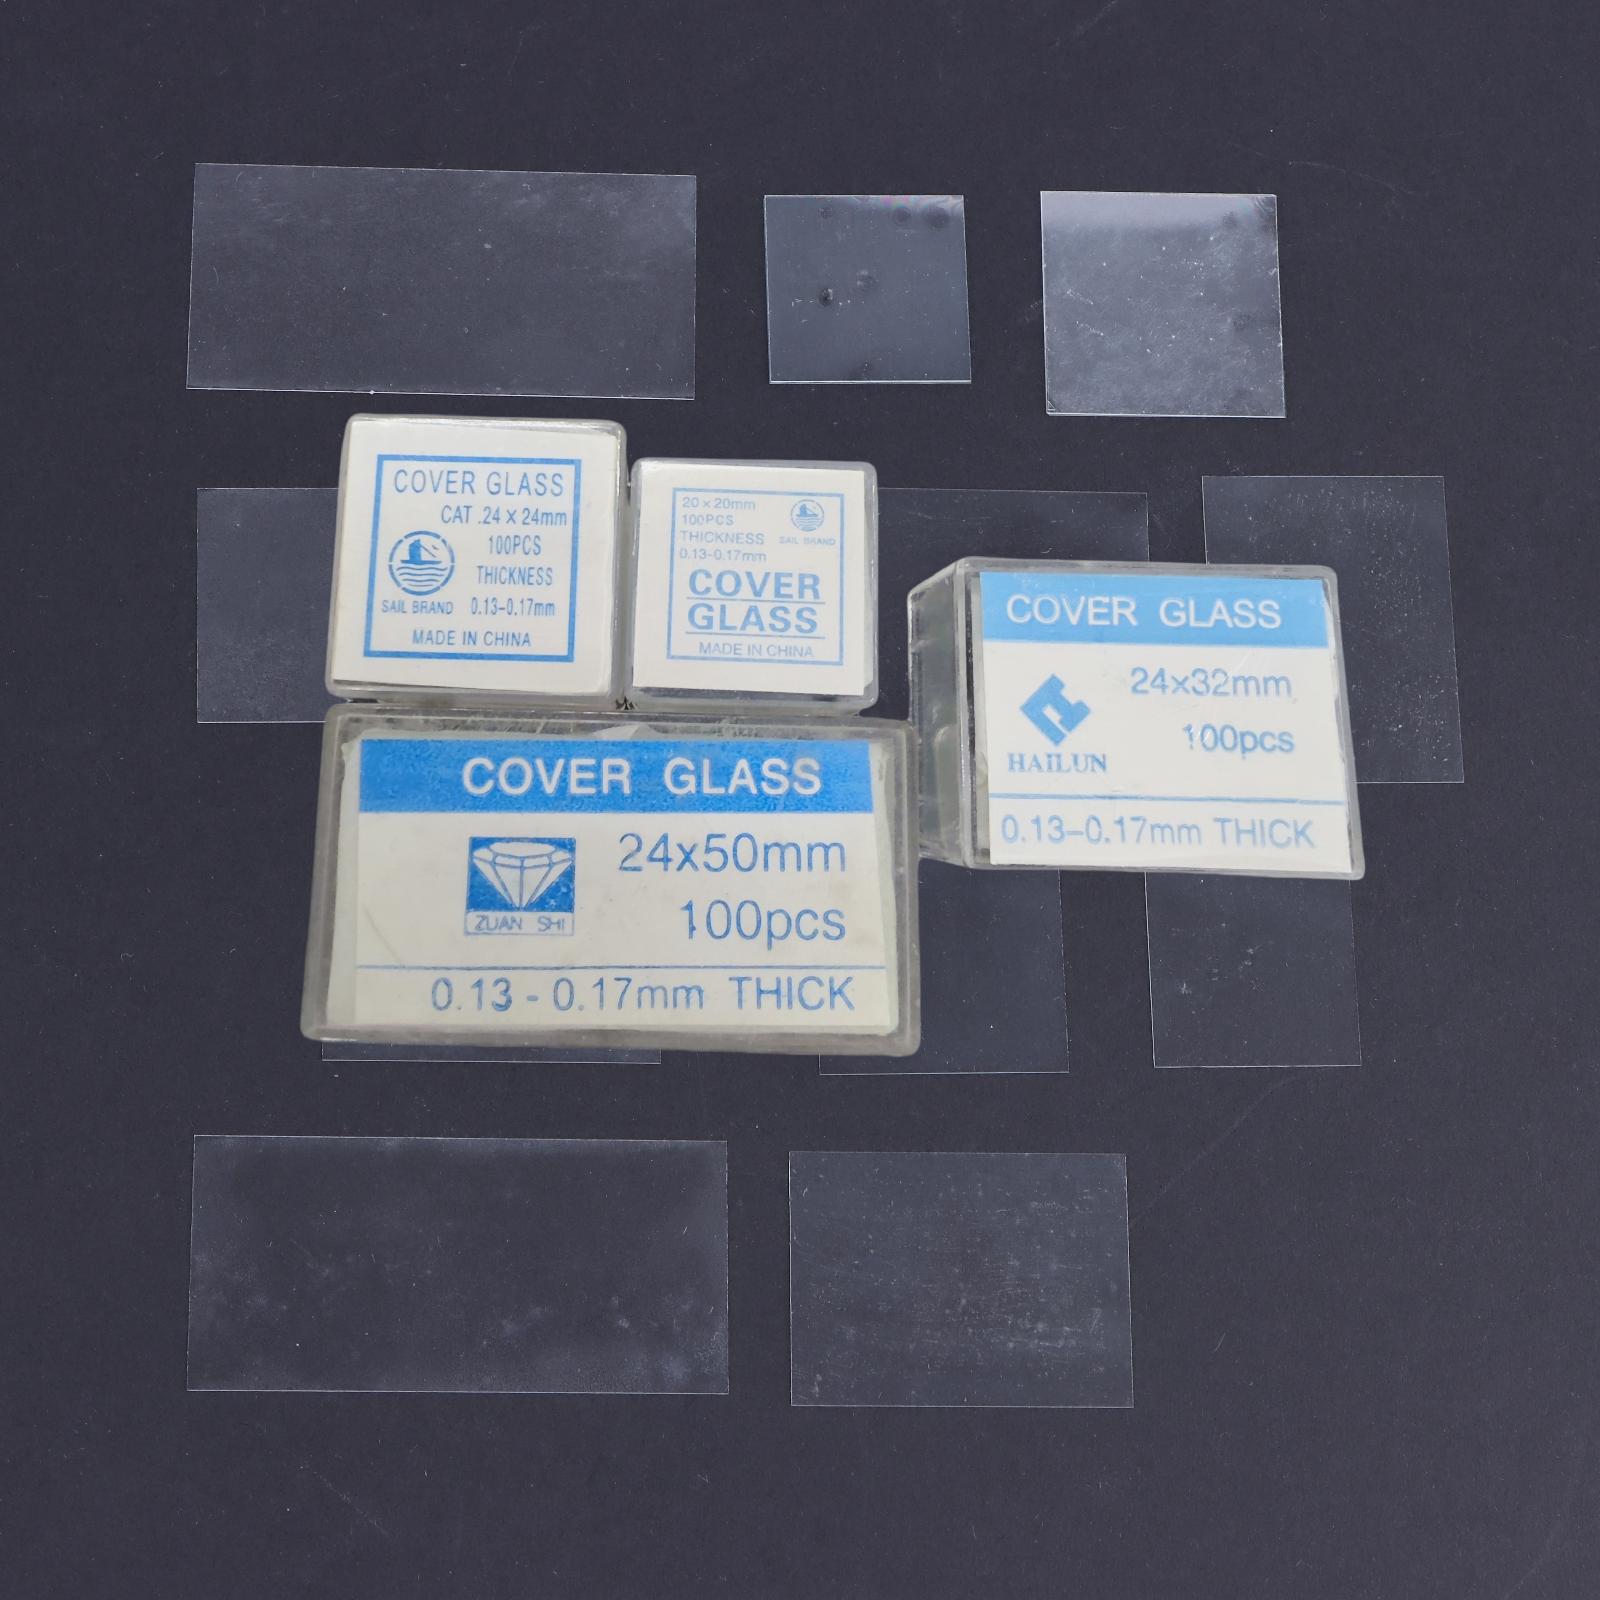 COVER GLASS
CAT .24 × 24mm
100PCS
THICKNESS
SAIL BRAND 0.13-0.17mm
MADE IN CHINA
20 × 20mm
100PCS
THICKNESS SAIL BRAND
0.13-0.17mm
COVER
GLASS
MADE IN CHINA
COVER GLASS
24x32mm
100pcs
HAILUN
0.13-0.17mm THICK
COVER GLASS
24x50mm
100pcs
ZUAN SHI
0.13 - 0.17mm THICK